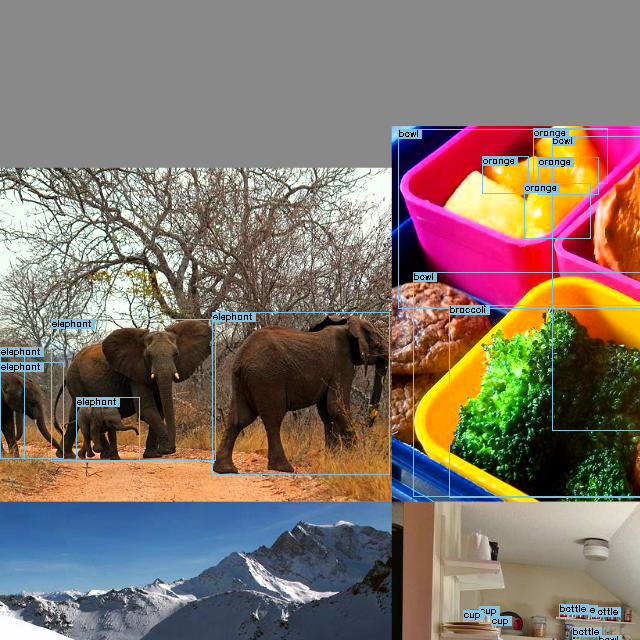 bowl
orange
bowl
orange
orange
orange
bowl
broccoli
elephant
elephant
elephant
elephant
elephant
cup
cup
cup
bottle
ottle
bottle
bowl